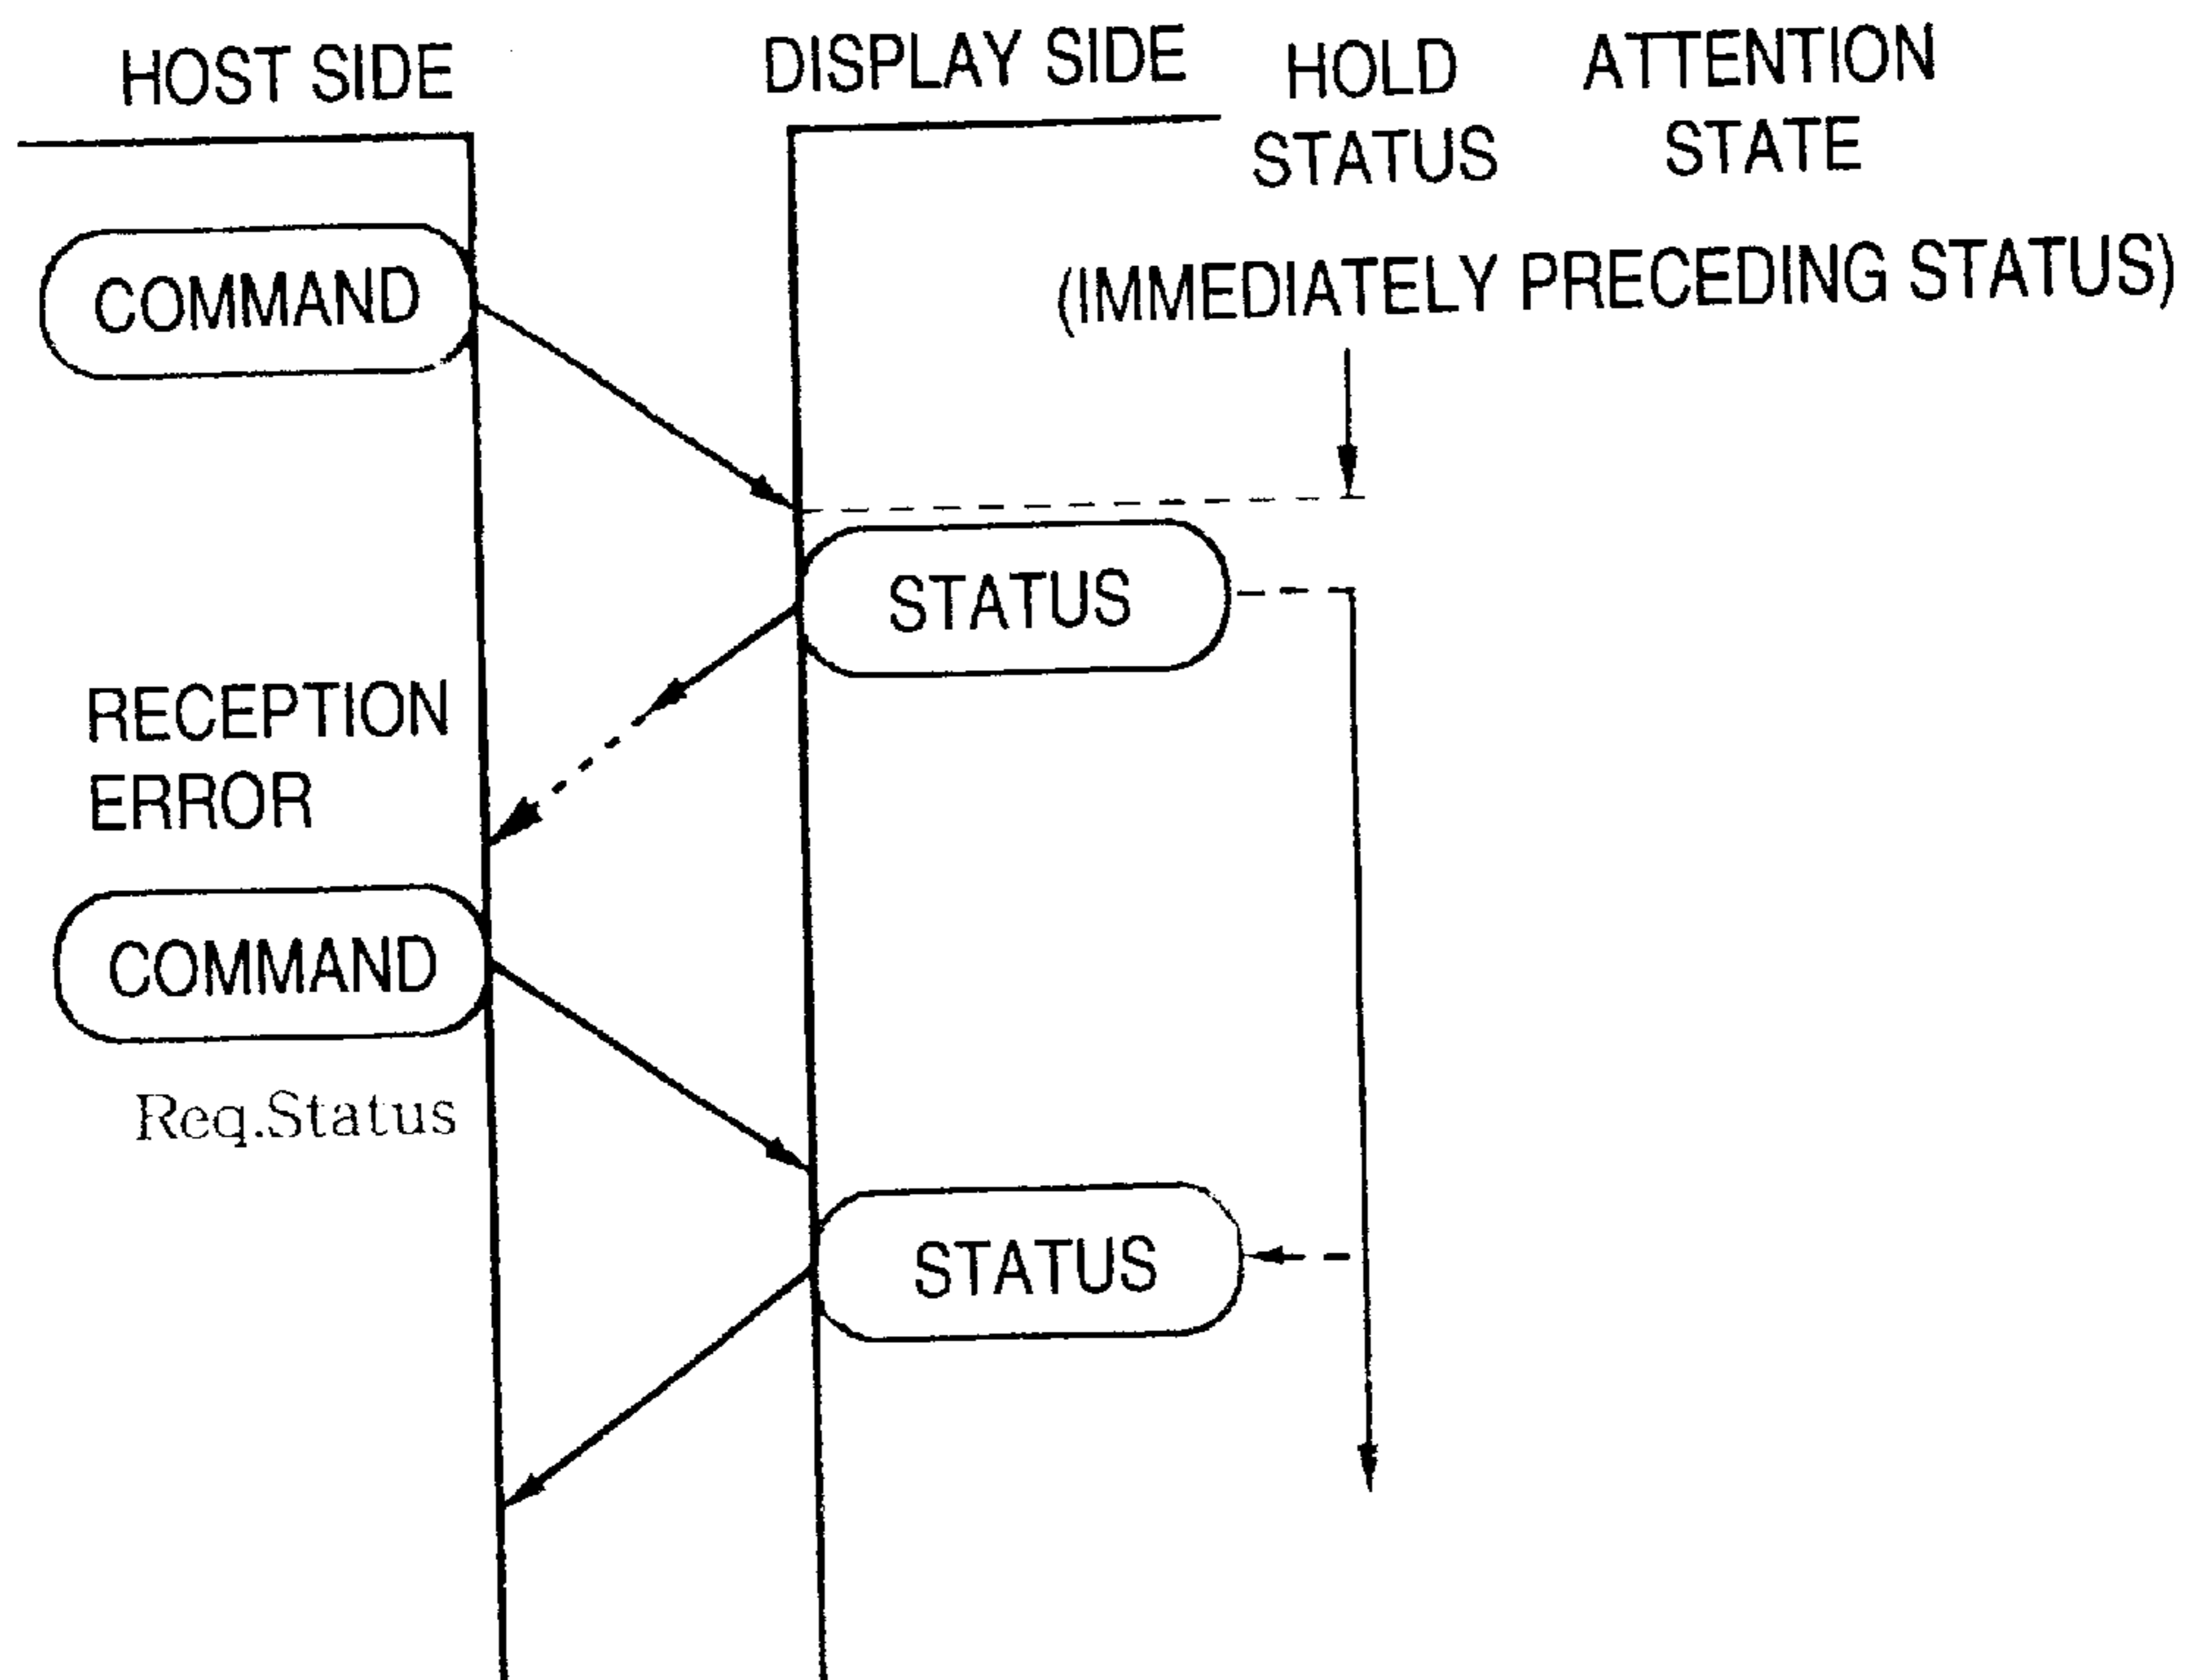 HOST SIDE
DISPLAY SIDE
HOLD
STATUS
ATTENTION
STATE
COMMAND
(IMMEDIATELY PRECEDING STATUS)
STATUS
RECEPTION
ERROR
COMMAND
Req.Status
STATUS